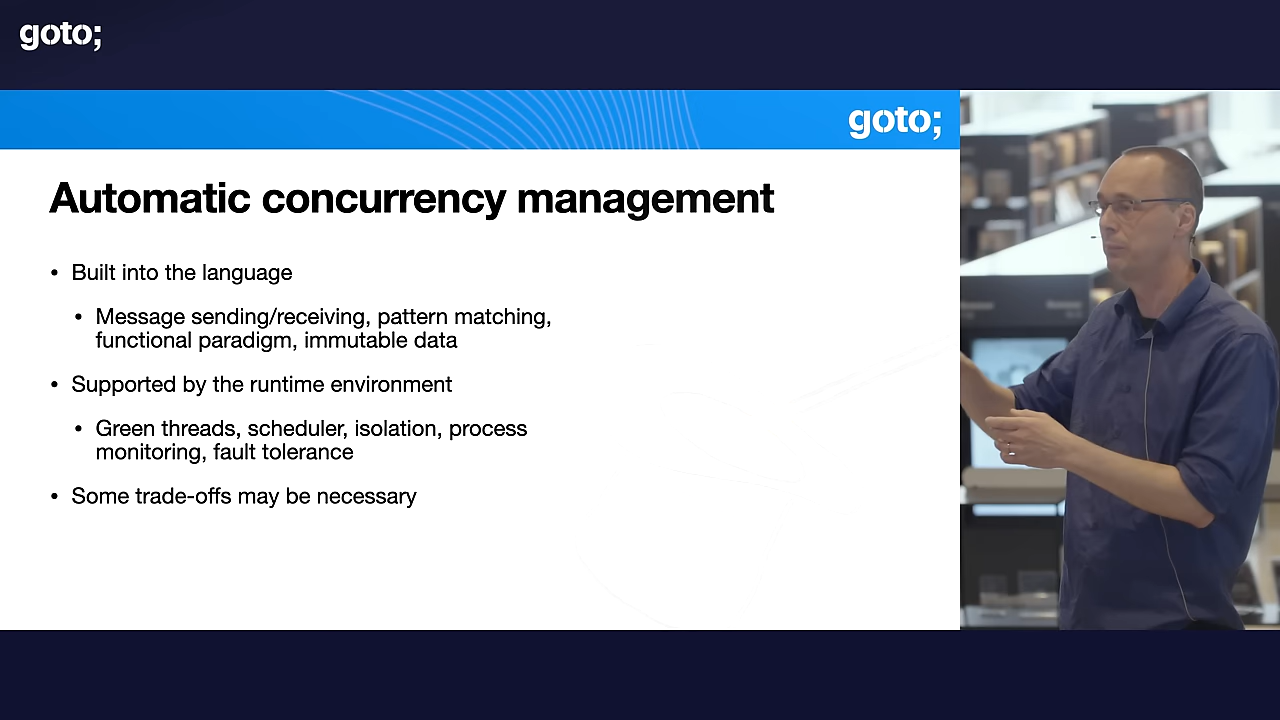 goto;
goto;
Automatic concurrency management
• Built into the language
• Message sending/receiving, pattern matching,
functional paradigm, immutable data
• Supported by the runtime environment
• Green threads, scheduler, isolation, process
monitoring, fault tolerance
• Some trade-offs may be necessary